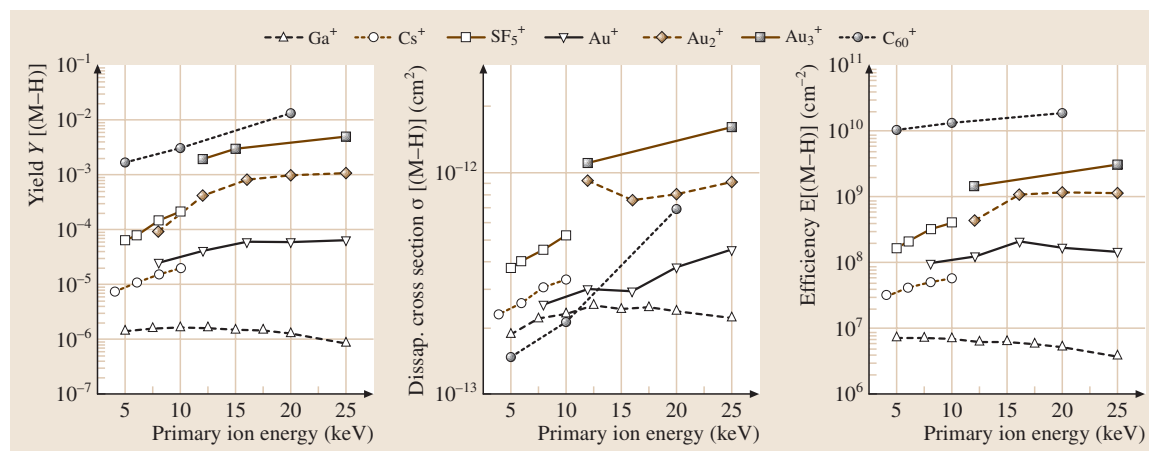 Ga⁺ Cs⁺ SF₅⁺ Au⁺ Au₂⁺ Au₃⁺ C₆₀⁺
Yield Y [(M–H)]
10⁻¹
10⁻²
10⁻³
10⁻⁴
10⁻⁵
10⁻⁶
10⁻⁷
5 10 15 20 25
Primary ion energy (keV)
Dissap. cross section σ [(M–H)] (cm²)
10⁻¹²
10⁻¹³
5 10 15 20 25
Primary ion energy (keV)
Efficiency E[(M–H)] (cm⁻²)
10¹¹
10¹⁰
10⁹
10⁸
10⁷
10⁶
5 10 15 20 25
Primary ion energy (keV)